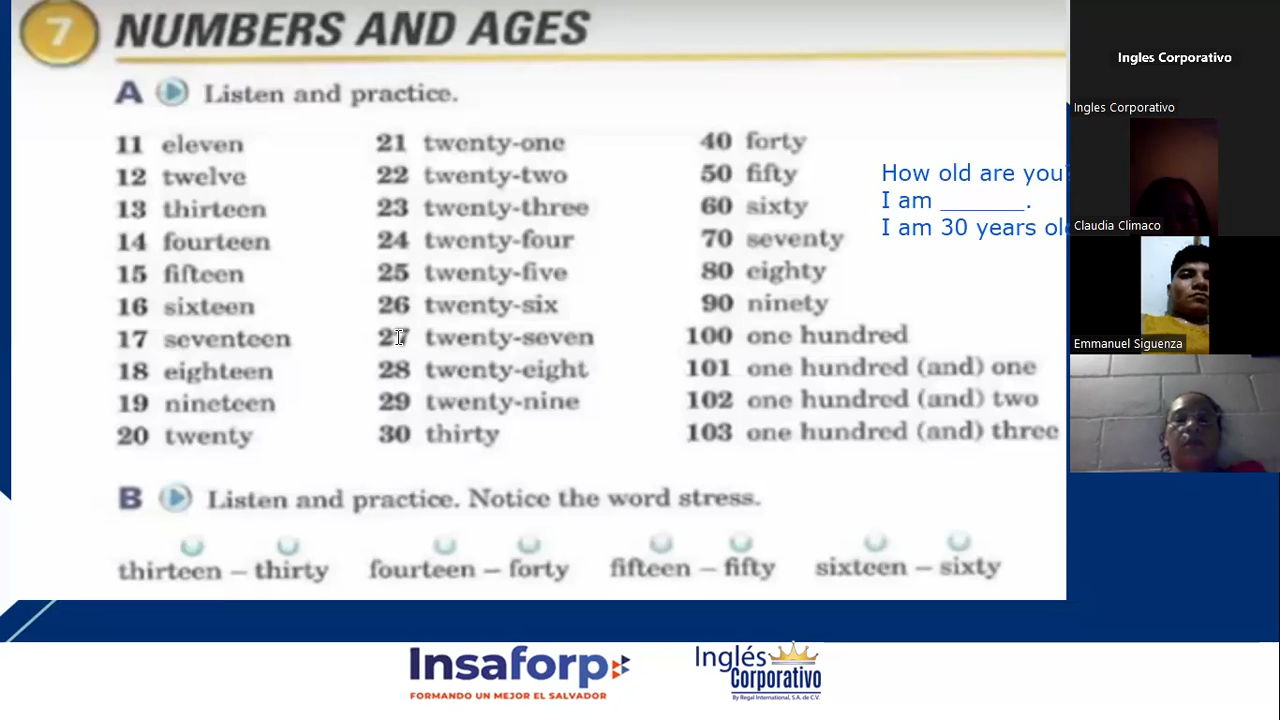 7 NUMBERS AND AGES
A Listen and practice.
11 eleven
12 twelve
13 thirteen
14 fourteen
15 fifteen
16 sixteen
17 seventeen
18 eighteen
19 nineteen
20 twenty
21 twenty-one
22 twenty-two
23 twenty-three
24 twenty-four
25 twenty-five
26 twenty-six
27 twenty-seven
28 twenty-eight
29 twenty-nine
30 thirty
40 forty
50 fifty
60 sixty
70 seventy
80 eighty
90 ninety
100 one hundred
101 one hundred (and) one
102 one hundred (and) two
103 one hundred (and) three
How old are you?
I am ______.
I am 30 years ol
B Listen and practice. Notice the word stress.
thirteen – thirty
fourteen – forty
fifteen – fifty
sixteen – sixty
Ingles Corporativo
Ingles Corporativo
Claudia Climaco
Emmanuel Siguenza
Insaforp
FORMANDO UN MEJOR EL SALVADOR
Inglés
Corporativo
By Regal International, S.A. de C.V.